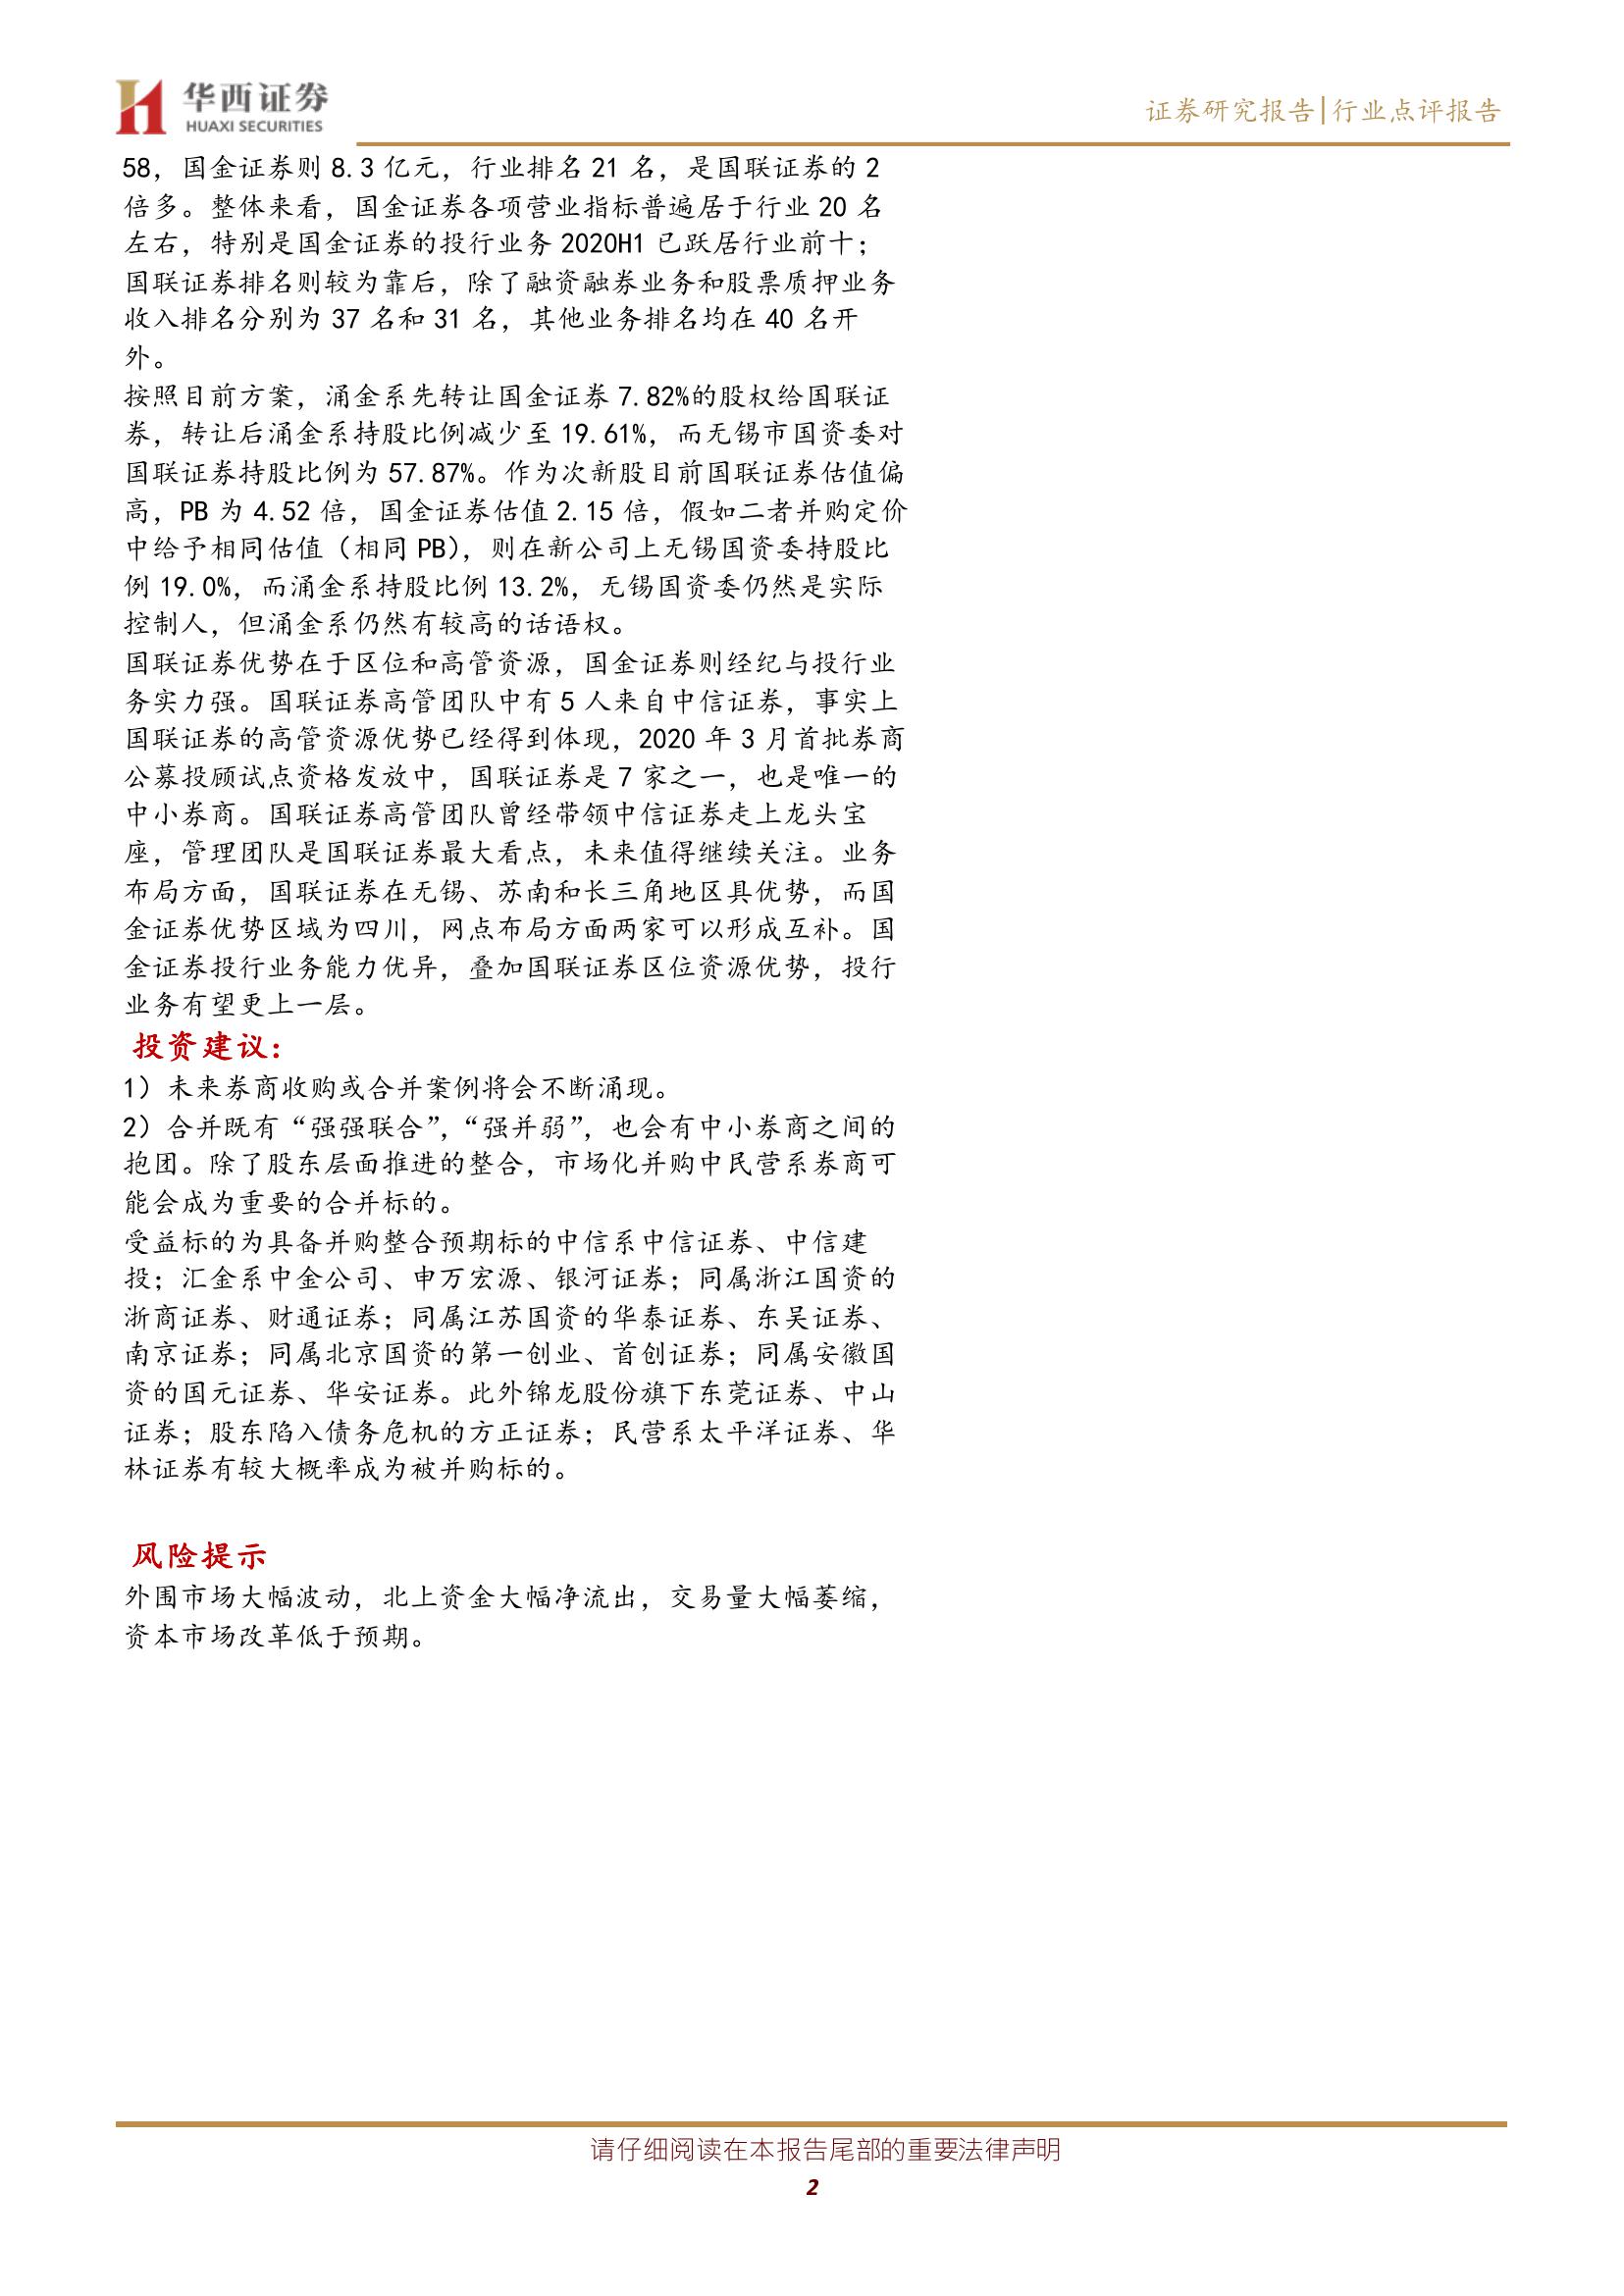 华西证券
HUAXI SECURITIES
证券研究报告|行业点评报告
58，国金证券则 8.3 亿元，行业排名 21 名，是国联证券的 2
倍多。整体来看，国金证券各项营业指标普遍居于行业 20 名
左右，特别是国金证券的投行业务 2020H1 已跃居行业前十；
国联证券排名则较为靠后，除了融资融券业务和股票质押业务
收入排名分别为 37 名和 31 名，其他业务排名均在 40 名开
外。
按照目前方案，涌金系先转让国金证券 7.82%的股权给国联证
券，转让后涌金系持股比例减少至 19.61%，而无锡市国资委对
国联证券持股比例为 57.87%。作为次新股目前国联证券估值偏
高，PB 为 4.52 倍，国金证券估值 2.15 倍，假如二者并购定价
中给予相同估值（相同 PB），则在新公司上无锡国资委持股比
例 19.0%，而涌金系持股比例 13.2%，无锡国资委仍然是实际
控制人，但涌金系仍然有较高的话语权。
国联证券优势在于区位和高管资源，国金证券则经纪与投行业
务实力强。国联证券高管团队中有 5 人来自中信证券，事实上
国联证券的高管资源优势已经得到体现，2020 年 3 月首批券商
公募投顾试点资格发放中，国联证券是 7 家之一，也是唯一的
中小券商。国联证券高管团队曾经带领中信证券走上龙头宝
座，管理团队是国联证券最大看点，未来值得继续关注。业务
布局方面，国联证券在无锡、苏南和长三角地区具优势，而国
金证券优势区域为四川，网点布局方面两家可以形成互补。国
金证券投行业务能力优异，叠加国联证券区位资源优势，投行
业务有望更上一层。
投资建议：
1）未来券商收购或合并案例将会不断涌现。
2）合并既有“强强联合”，“强并弱”，也会有中小券商之间的
抱团。除了股东层面推进的整合，市场化并购中民营系券商可
能会成为重要的合并标的。
受益标的为具备并购整合预期标的中信系中信证券、中信建
投；汇金系中金公司、申万宏源、银河证券；同属浙江国资的
浙商证券、财通证券；同属江苏国资的华泰证券、东吴证券、
南京证券；同属北京国资的第一创业、首创证券；同属安徽国
资的国元证券、华安证券。此外锦龙股份旗下东莞证券、中山
证券；股东陷入债务危机的方正证券；民营系太平洋证券、华
林证券有较大概率成为被并购标的。
风险提示
外围市场大幅波动，北上资金大幅净流出，交易量大幅萎缩，
资本市场改革低于预期。
请仔细阅读在本报告尾部的重要法律声明
2